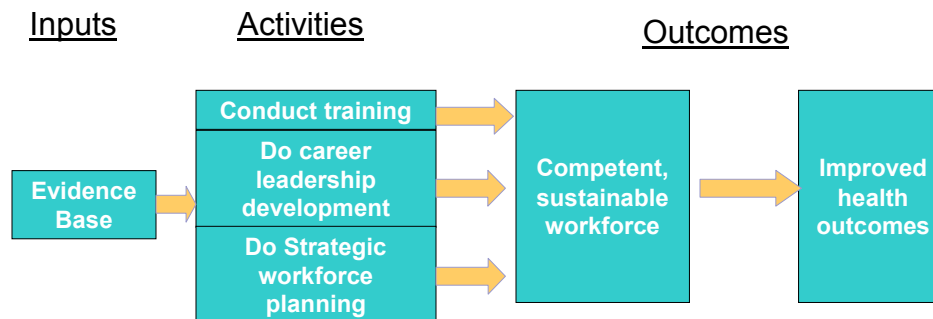 Inputs
Activities
Outcomes
Conduct training
Do career
leadership
development
Do Strategic
workforce
planning
Evidence
Base
Competent,
sustainable
workforce
Improved
health
outcomes